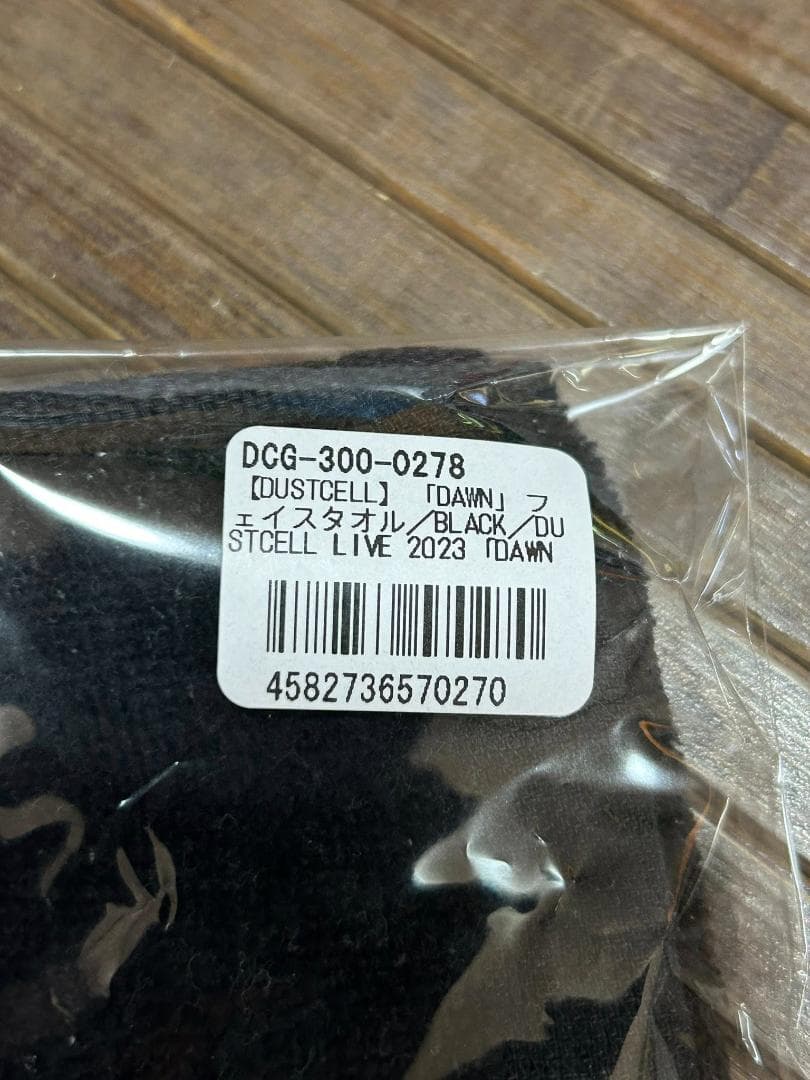 DCG-300-0278
【DUSTCELL】 「DAWN」 フ
ェイスタオル／BLACK／DU
STCELL LIVE 2023 「DAWN
4582736570270